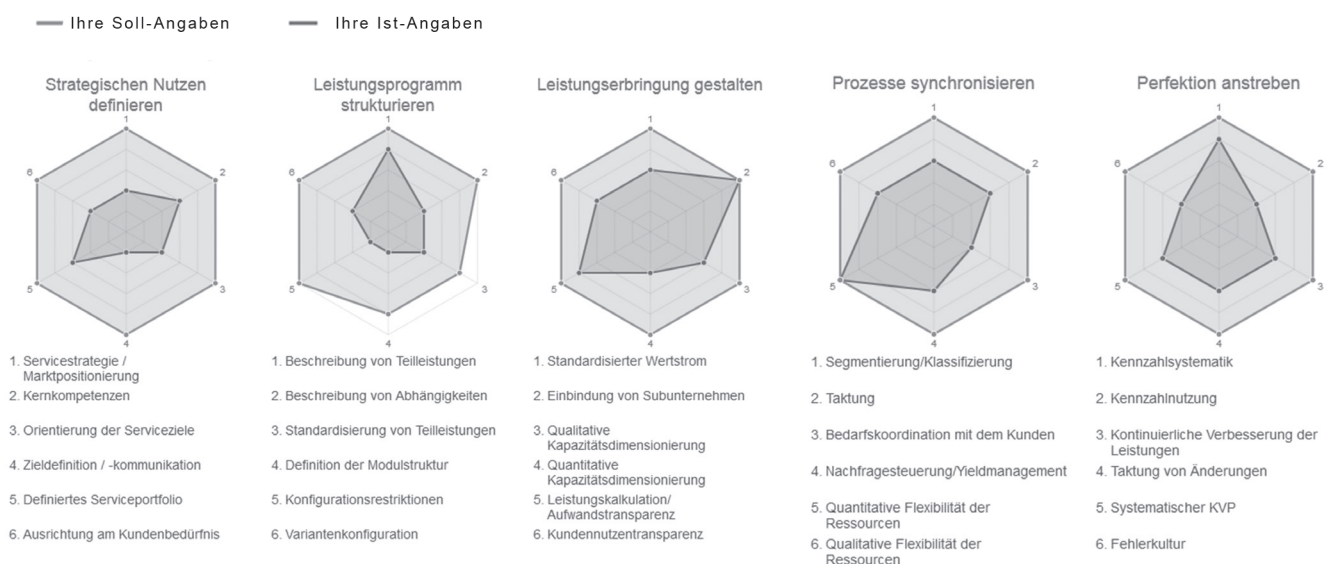 Ihre Soll-Angaben
Ihre Ist-Angaben
Strategischen Nutzen
definieren
1
2
3
4
5
6
1. Servicestrategie /
Marktpositionierung
2. Kernkompetenzen
3. Orientierung der Serviceziele
4. Zieldefinition / -kommunikation
5. Definiertes Serviceportfolio
6. Ausrichtung am Kundenbedürfnis
Leistungsprogramm
strukturieren
1
2
3
4
5
6
1. Beschreibung von Teilleistungen
2. Beschreibung von Abhängigkeiten
3. Standardisierung von Teilleistungen
4. Definition der Modulstruktur
5. Konfigurationsrestriktionen
6. Variantenkonfiguration
Leistungserbringung gestalten
1
2
3
4
5
6
1. Standardisierter Wertstrom
2. Einbindung von Subunternehmen
3. Qualitative
Kapazitätsdimensionierung
4. Quantitative
Kapazitätsdimensionierung
5. Leistungskalkulation/
Aufwandstransparenz
6. Kundennutzentransparenz
Prozesse synchronisieren
1
2
3
4
5
6
1. Segmentierung/Klassifizierung
2. Taktung
3. Bedarfskoordination mit dem Kunden
4. Nachfragesteuerung/Yieldmanagement
5. Quantitative Flexibilität der
Ressourcen
6. Qualitative Flexibilität der
Ressourcen
Perfektion anstreben
1
2
3
4
5
6
1. Kennzahlsystematik
2. Kennzahlnutzung
3. Kontinuierliche Verbesserung der
Leistungen
4. Taktung von Änderungen
5. Systematischer KVP
6. Fehlerkultur